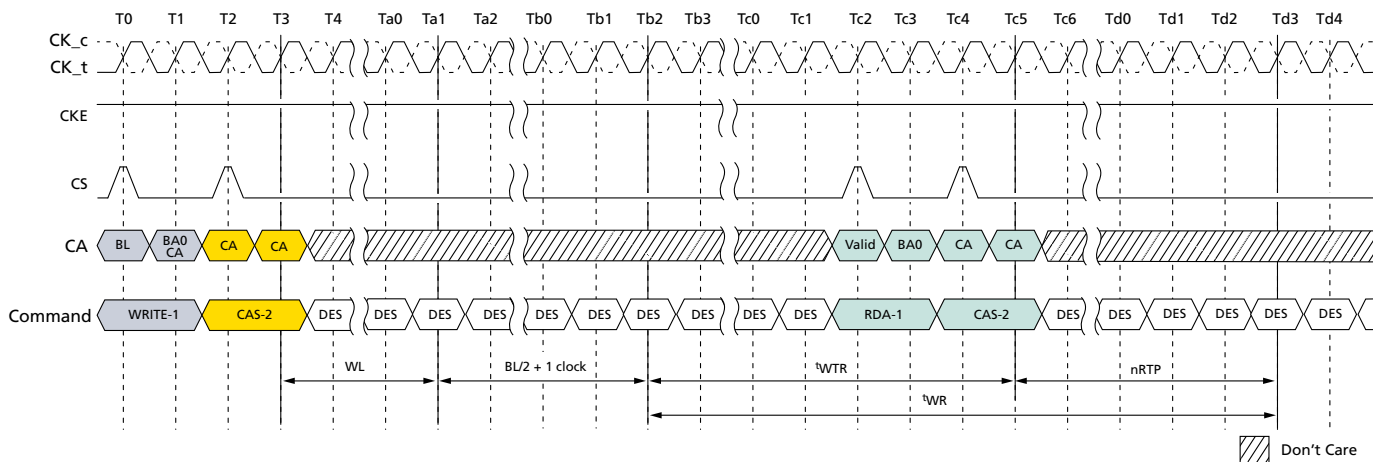 T0 T1 T2 T3 T4 Ta0 Ta1 Ta2 Tb0 Tb1 Tb2 Tb3 Tc0 Tc1 Tc2 Tc3 Tc4 Tc5 Tc6 Td0 Td1 Td2 Td3 Td4
CK_c
CK_t
CKE
CS
CA BL BA0 CA CA CA Valid BA0 CA CA
Command WRITE-1 CAS-2 DES DES DES DES DES DES DES DES DES DES RDA-1 CAS-2 DES DES DES DES DES DES
WL BL/2 + 1 clock tWTR nRTP
tWR
Don't Care